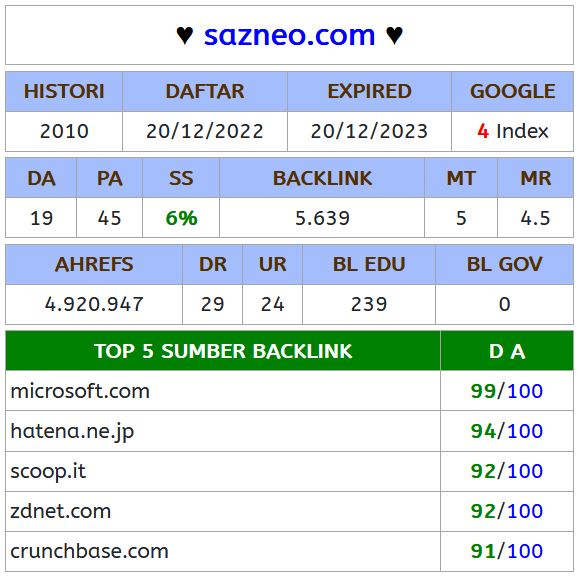 ♥ sazneo.com ♥
HISTORI DAFTAR EXPIRED GOOGLE
2010 20/12/2022 20/12/2023 4 Index
DA PA SS BACKLINK MT MR
19 45 6% 5.639 5 4.5
AHREFS DR UR BL EDU BL GOV
4.920.947 29 24 239 0
TOP 5 SUMBER BACKLINK D A
microsoft.com 99/100
hatena.ne.jp 94/100
scoop.it 92/100
zdnet.com 92/100
crunchbase.com 91/100